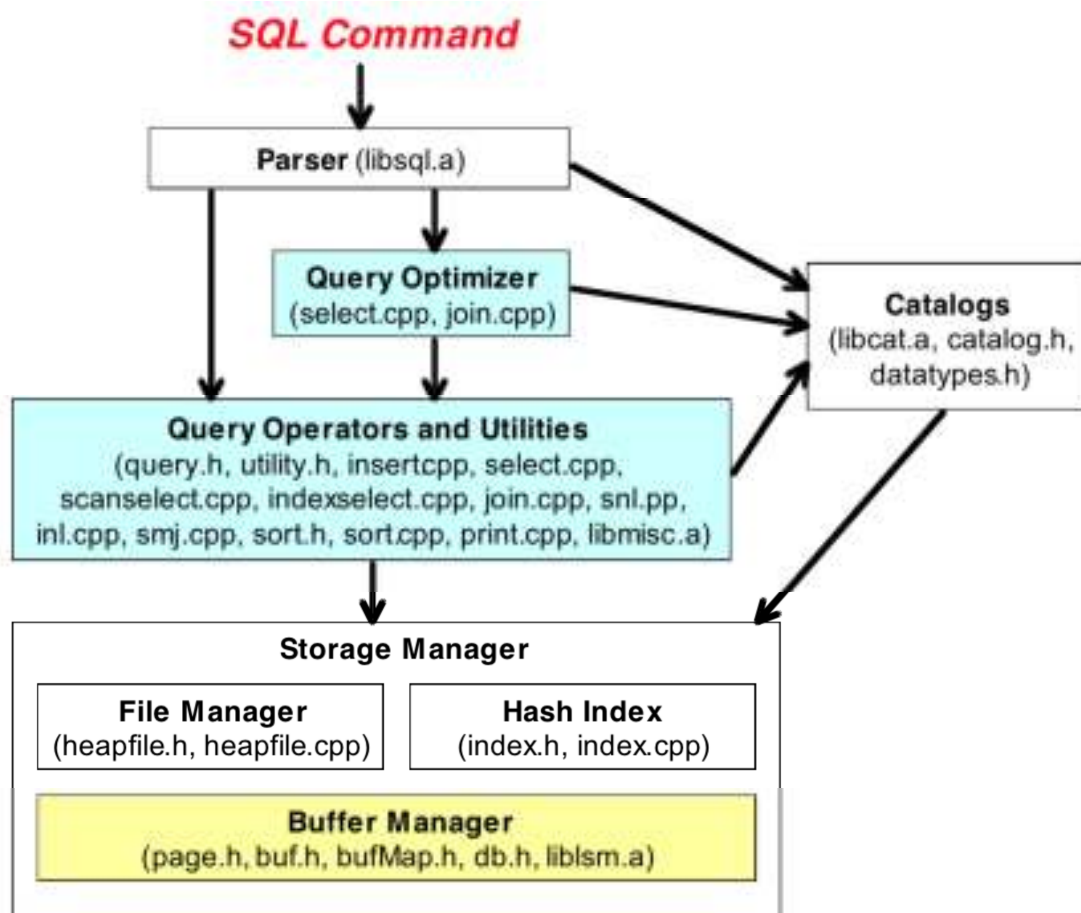 SQL Command
Parser (libsql.a)
Query Optimizer
(select.cpp, join.cpp)
Catalogs
(libcat.a, catalog.h,
datatypes.h)
Query Operators and Utilities
(query.h, utility.h, insertcpp, select.cpp,
scanselect.cpp, indexselect.cpp, join.cpp, snl.pp,
inl.cpp, smj.cpp, sort.h, sort.cpp, print.cpp, libmisc.a)
Storage Manager
File Manager
(heapfile.h, heapfile.cpp)
Hash Index
(index.h, index.cpp)
Buffer Manager
(page.h, buf.h, bufMap.h, db.h, liblsm.a)